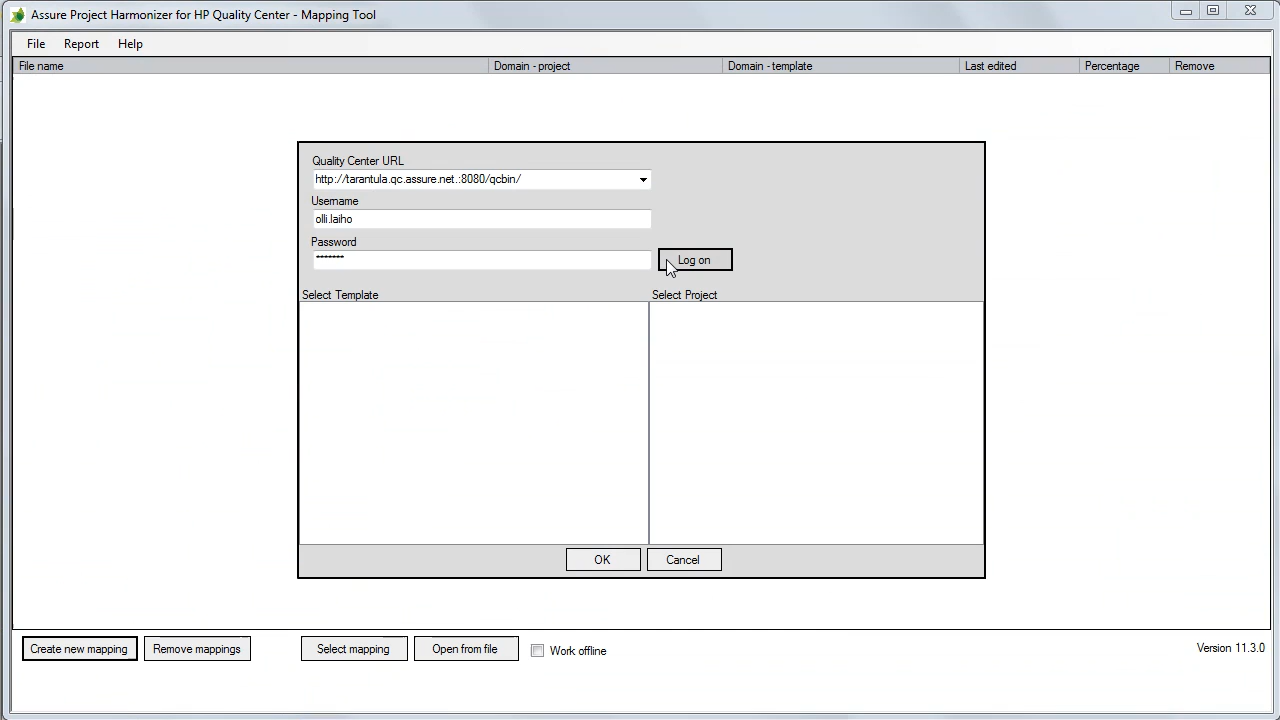 Assure Project Harmonizer for HP Quality Center - Mapping Tool
File Report Help
File name Domain - project Domain - template Last edited Percentage Remove
Quality Center URL
http://tarantula.qc.assure.net.:8080/qcbin/
Username
olli.laiho
Password
*******
Log on
Select Template Select Project
OK Cancel
Create new mapping Remove mappings Select mapping Open from file Work offline Version 11.3.0